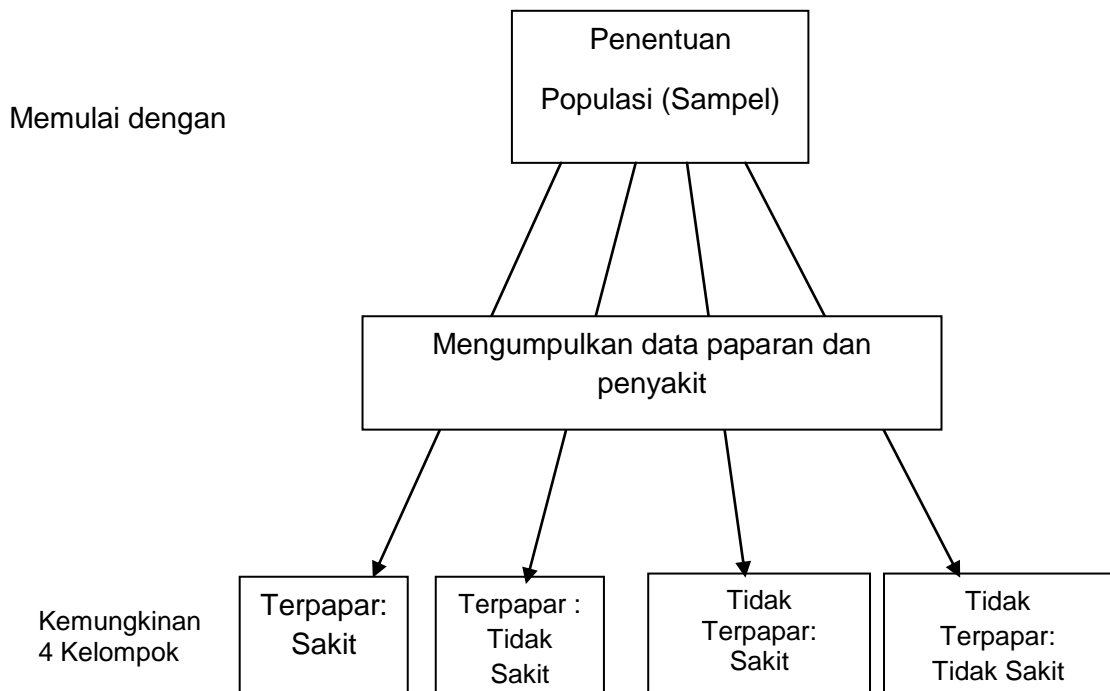 Penentuan
Populasi (Sampel)
Memulai dengan
Mengumpulkan data paparan dan
penyakit
Kemungkinan
4 Kelompok
Terpapar:
Sakit
Terpapar :
Tidak
Sakit
Tidak
Terpapar:
Sakit
Tidak
Terpapar:
Tidak Sakit